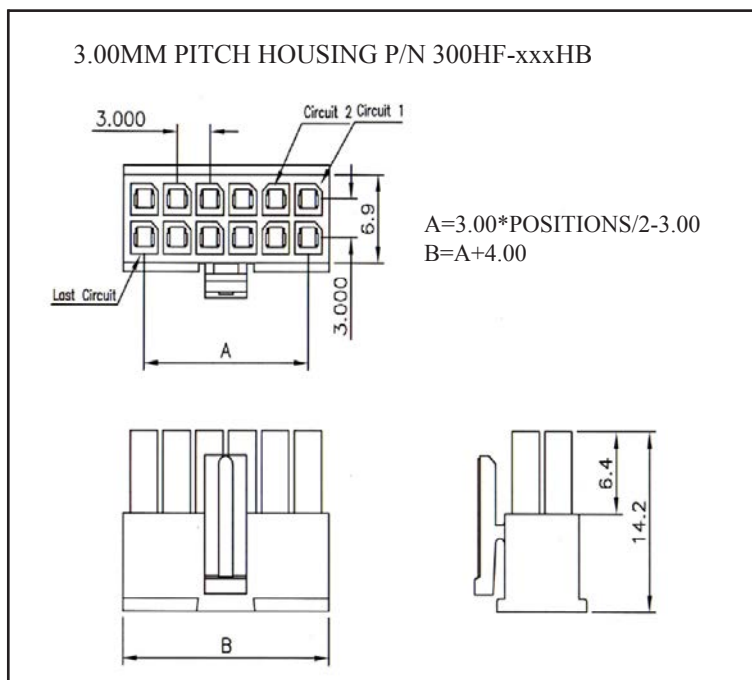 3.00MM PITCH HOUSING P/N 300HF-xxxHB
3.000
Circuit 2 Circuit 1
6.9
A=3.00*POSITIONS/2-3.00
B=A+4.00
Last Circuit
3.000
A
6.4
14.2
B